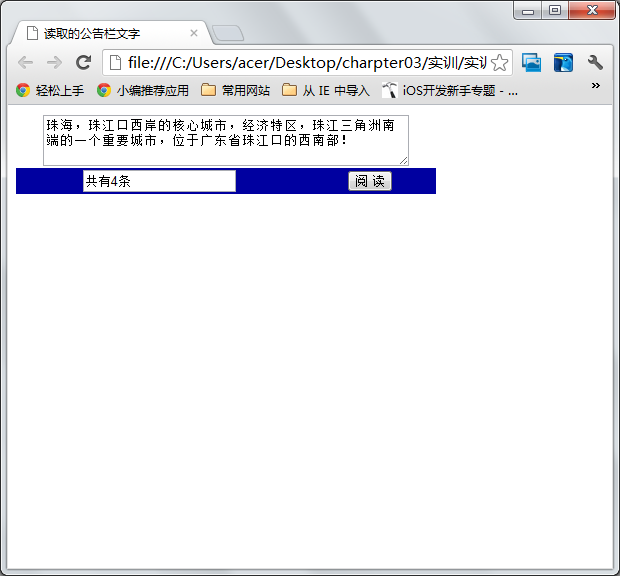 读取的公告栏文字
file:///C:/Users/acer/Desktop/charpter03/实训/实训
轻松上手 小编推荐应用 常用网站 从 IE 中导入 iOS开发新手专题 - ... »
珠海，珠江口西岸的核心城市，经济特区，珠江三角洲南
端的一个重要城市，位于广东省珠江口的西南部！
共有4条 阅 读